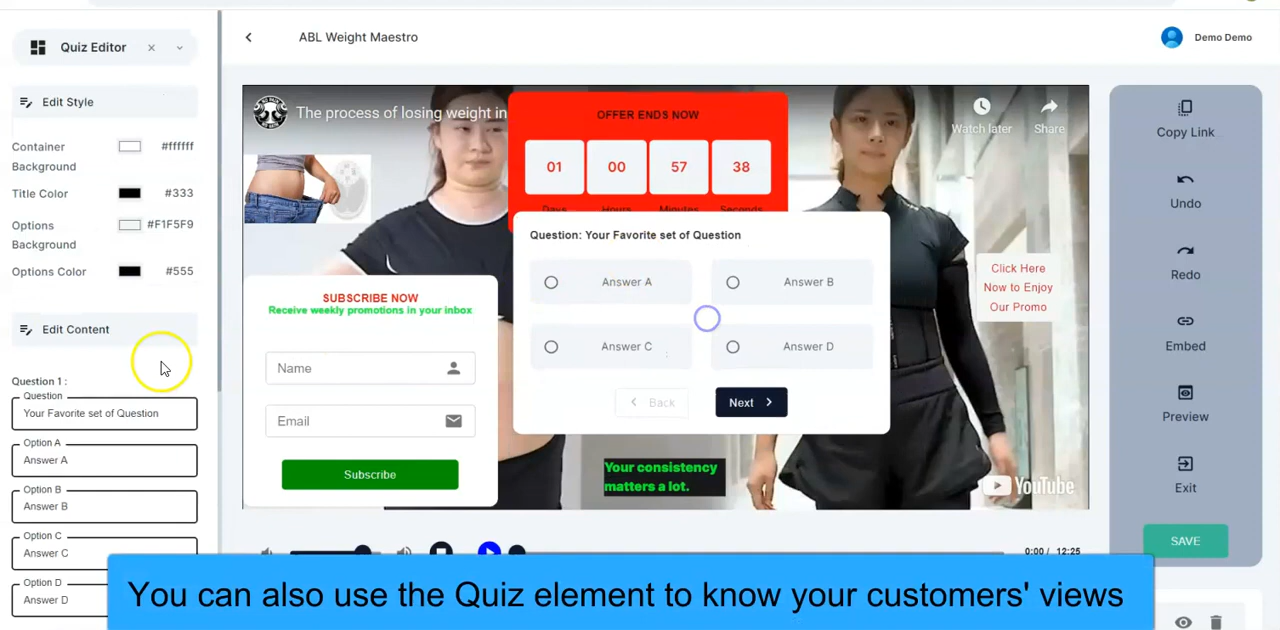 Quiz Editor
Edit Style
Container
Background
#ffffff
Title Color
#333
Options
Background
#F1F5F9
Options Color
#555
Edit Content
Question 1 :
Question
Your Favorite set of Question
Option A
Answer A
Option B
Answer B
Option C
Answer C
Option D
Answer D
ABL Weight Maestro
Demo Demo
The process of losing weight in
Watch later
Share
OFFER ENDS NOW
01
00
57
38
Days
Hours
Minutes
Seconds
Question: Your Favorite set of Question
Answer A
Answer B
Answer C
Answer D
Back
Next
SUBSCRIBE NOW
Receive weekly promotions in your inbox
Name
Email
Subscribe
Click Here
Now to Enjoy
Our Promo
Your consistency
matters a lot.
YouTube
0:00 / 12:25
Copy Link
Undo
Redo
Embed
Preview
Exit
SAVE
You can also use the Quiz element to know your customers' views